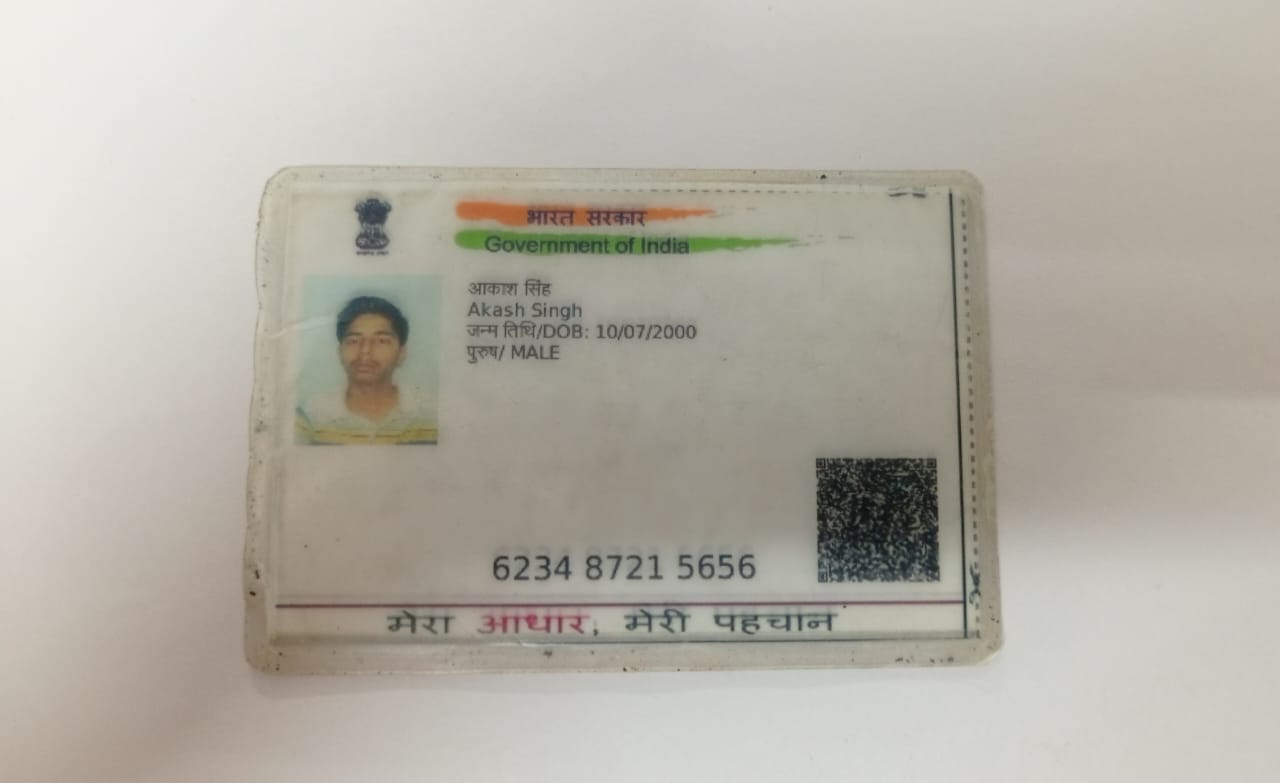 भारत सरकार
Government of India
आकाश सिंह
Akash Singh
जन्म तिथि/DOB: 10/07/2000
पुरुष/ MALE
6234 8721 5656
मेरा आधार, मेरी पहचान